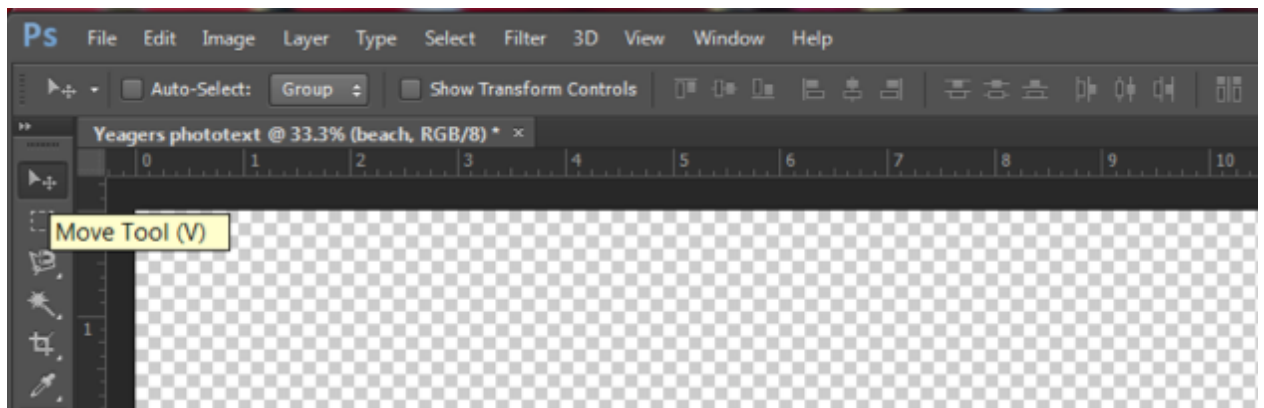 Ps File Edit Image Layer Type Select Filter 3D View Window Help
Auto-Select: Group Show Transform Controls
Yeagers phototext @ 33.3% (beach, RGB/8) * ×
0 1 2 3 4 5 6 7 8 9 10
Move Tool (V)
1